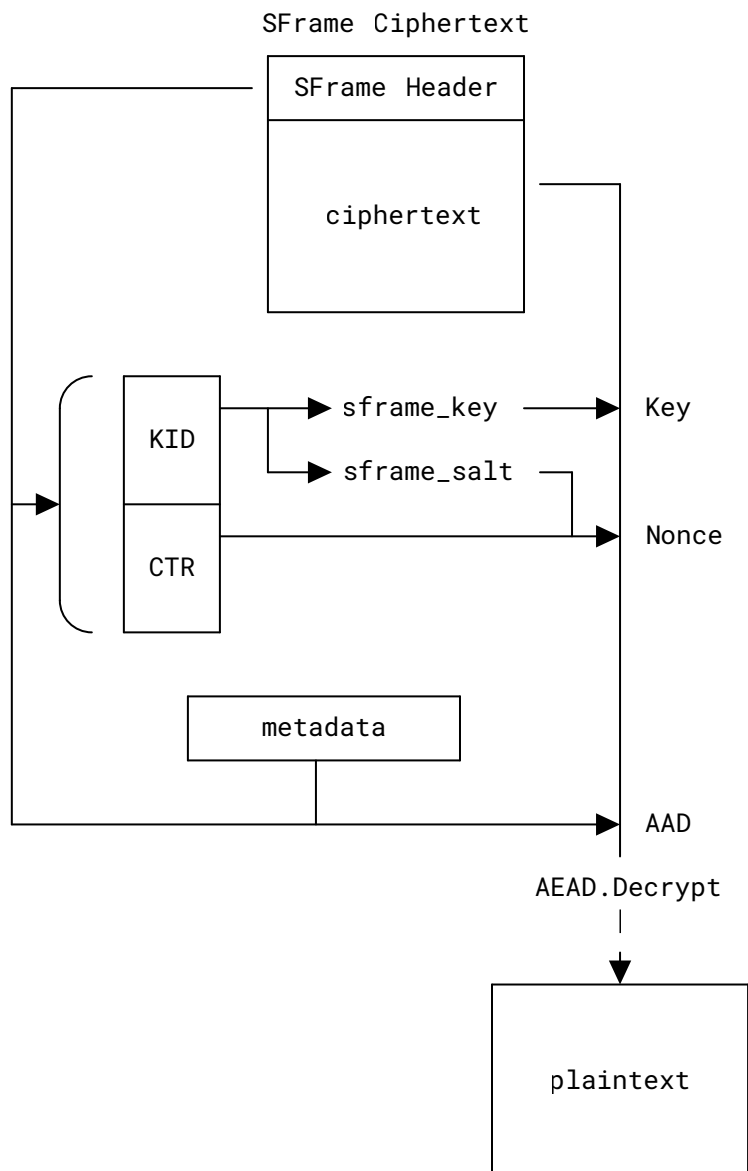 SFrame Ciphertext
SFrame Header
ciphertext
KID
sframe_key
Key
sframe_salt
CTR
Nonce
metadata
AAD
AEAD.Decrypt
plaintext